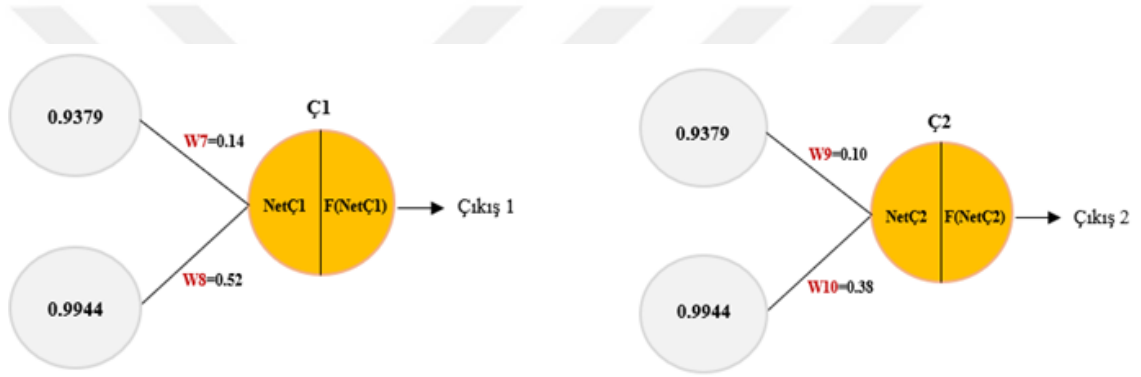 0.9379
W7=0.14
Ç1
NetÇ1
F(NetÇ1)
Çıkış 1
W8=0.52
0.9944
0.9379
W9=0.10
Ç2
NetÇ2
F(NetÇ2)
Çıkış 2
W10=0.38
0.9944